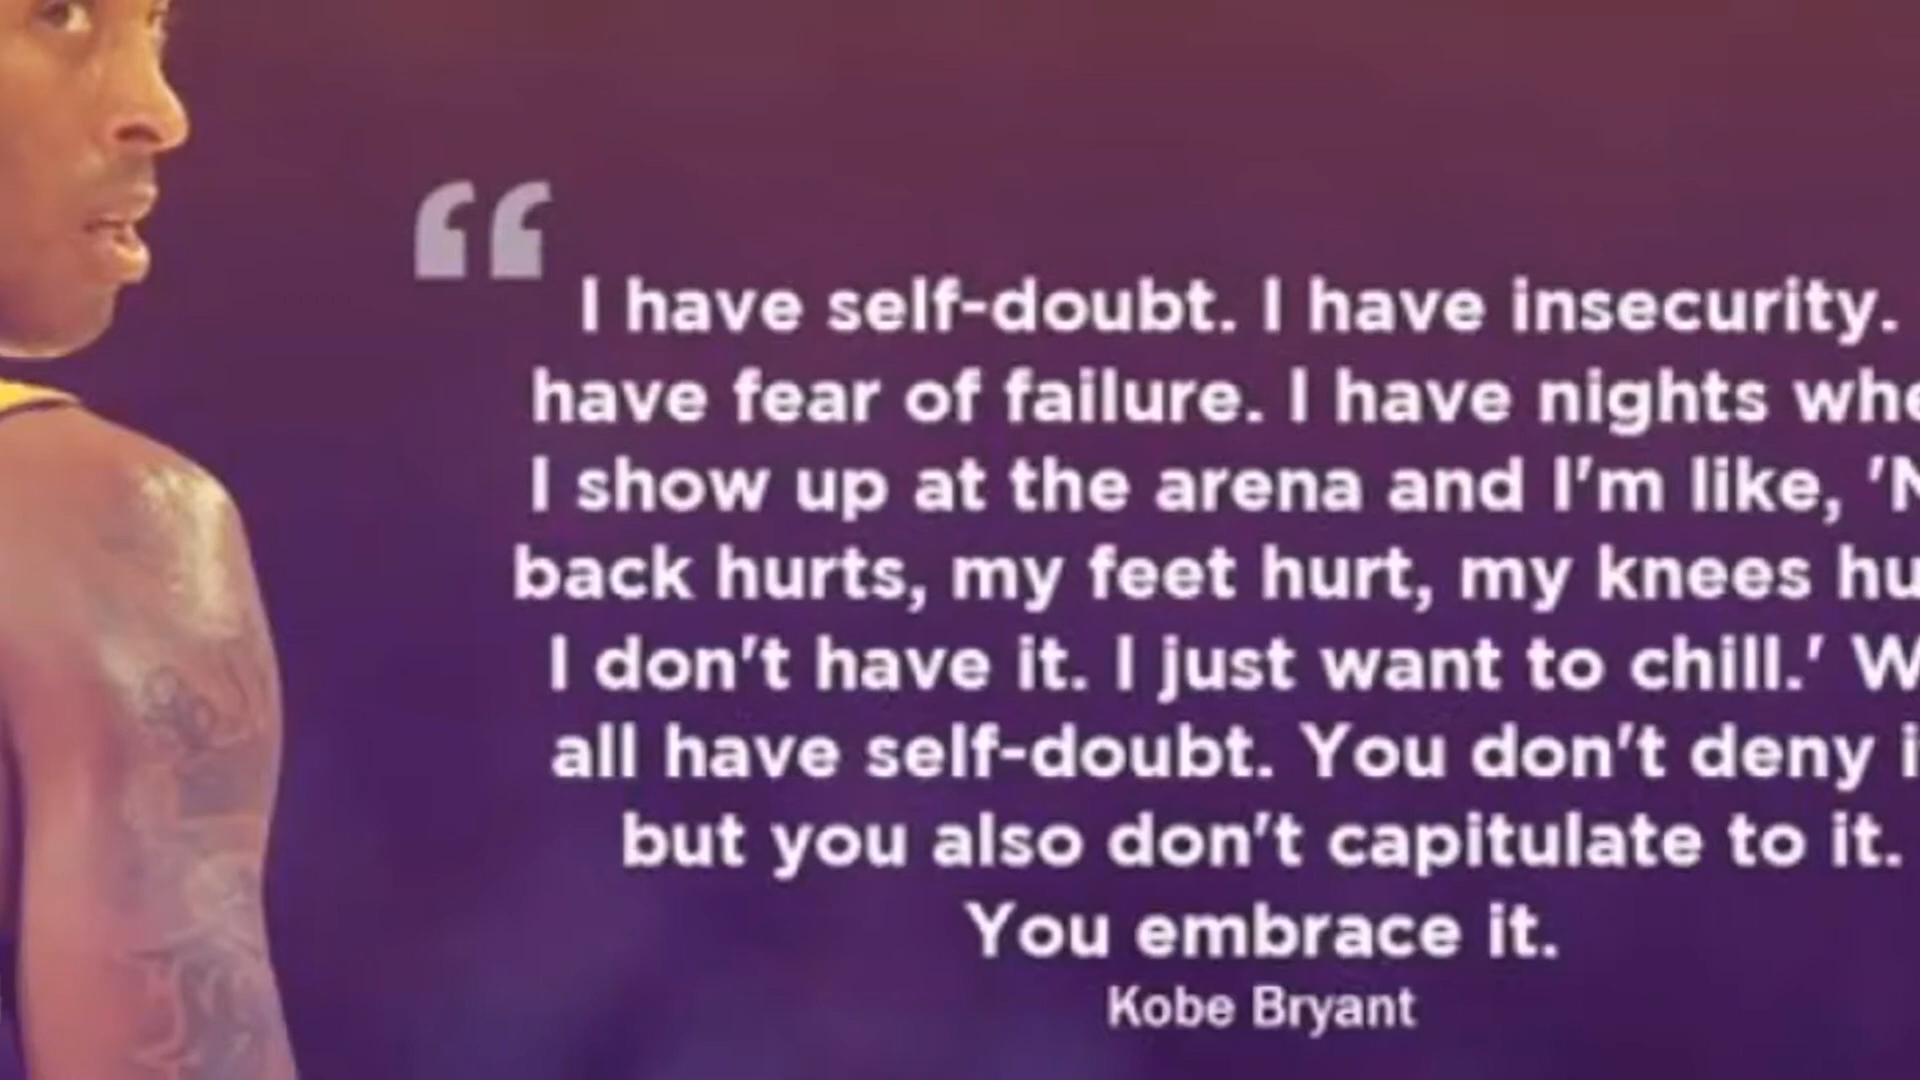 “
I have self-doubt. I have insecurity.
have fear of failure. I have nights
I show up at the arena and I'm like,
back hurts, my feet hurt, my knees
I don't have it. I just want to chill.'
all have self-doubt. You don't deny
but you also don't capitulate to it.
You embrace it.
Kobe Bryant